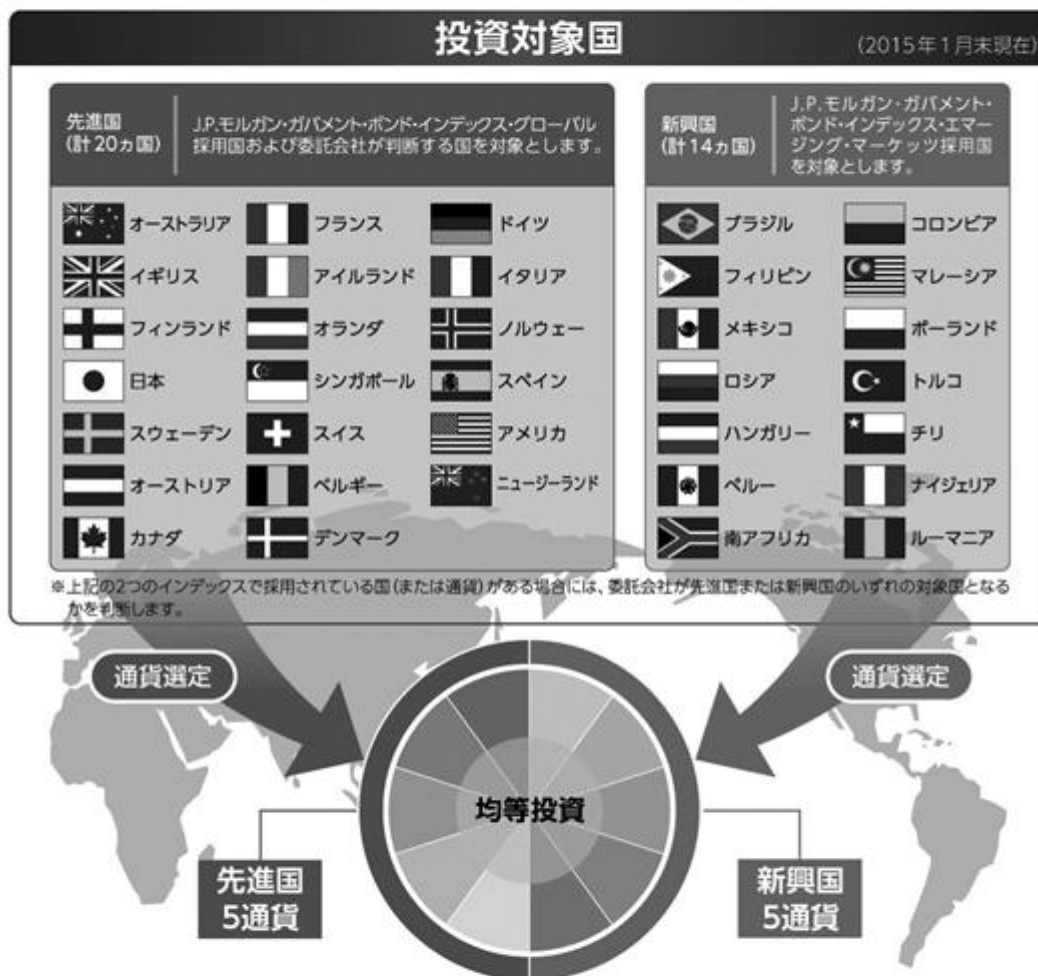 投資対象国
(2015年1月末現在)
先進国
(計20ヵ国)
J.P.モルガン・ガバメント・ボンド・インデックス・グローバル
採用国および委託会社が判断する国を対象とします。
オーストラリア
フランス
ドイツ
イギリス
アイルランド
イタリア
フィンランド
オランダ
ノルウェー
日本
シンガポール
スペイン
スウェーデン
スイス
アメリカ
オーストリア
ベルギー
ニュージーランド
カナダ
デンマーク
新興国
(計14ヵ国)
J.P.モルガン・ガバメント・
ボンド・インデックス・エマー
ジング・マーケッツ採用国
を対象とします。
ブラジル
コロンビア
フィリピン
マレーシア
メキシコ
ポーランド
ロシア
トルコ
ハンガリー
チリ
ペルー
ナイジェリア
南アフリカ
ルーマニア
※上記の2つのインデックスで採用されている国(または通貨)がある場合には、委託会社が先進国または新興国のいずれの対象国となる
かを判断します。
通貨選定
通貨選定
均等投資
先進国
5通貨
新興国
5通貨